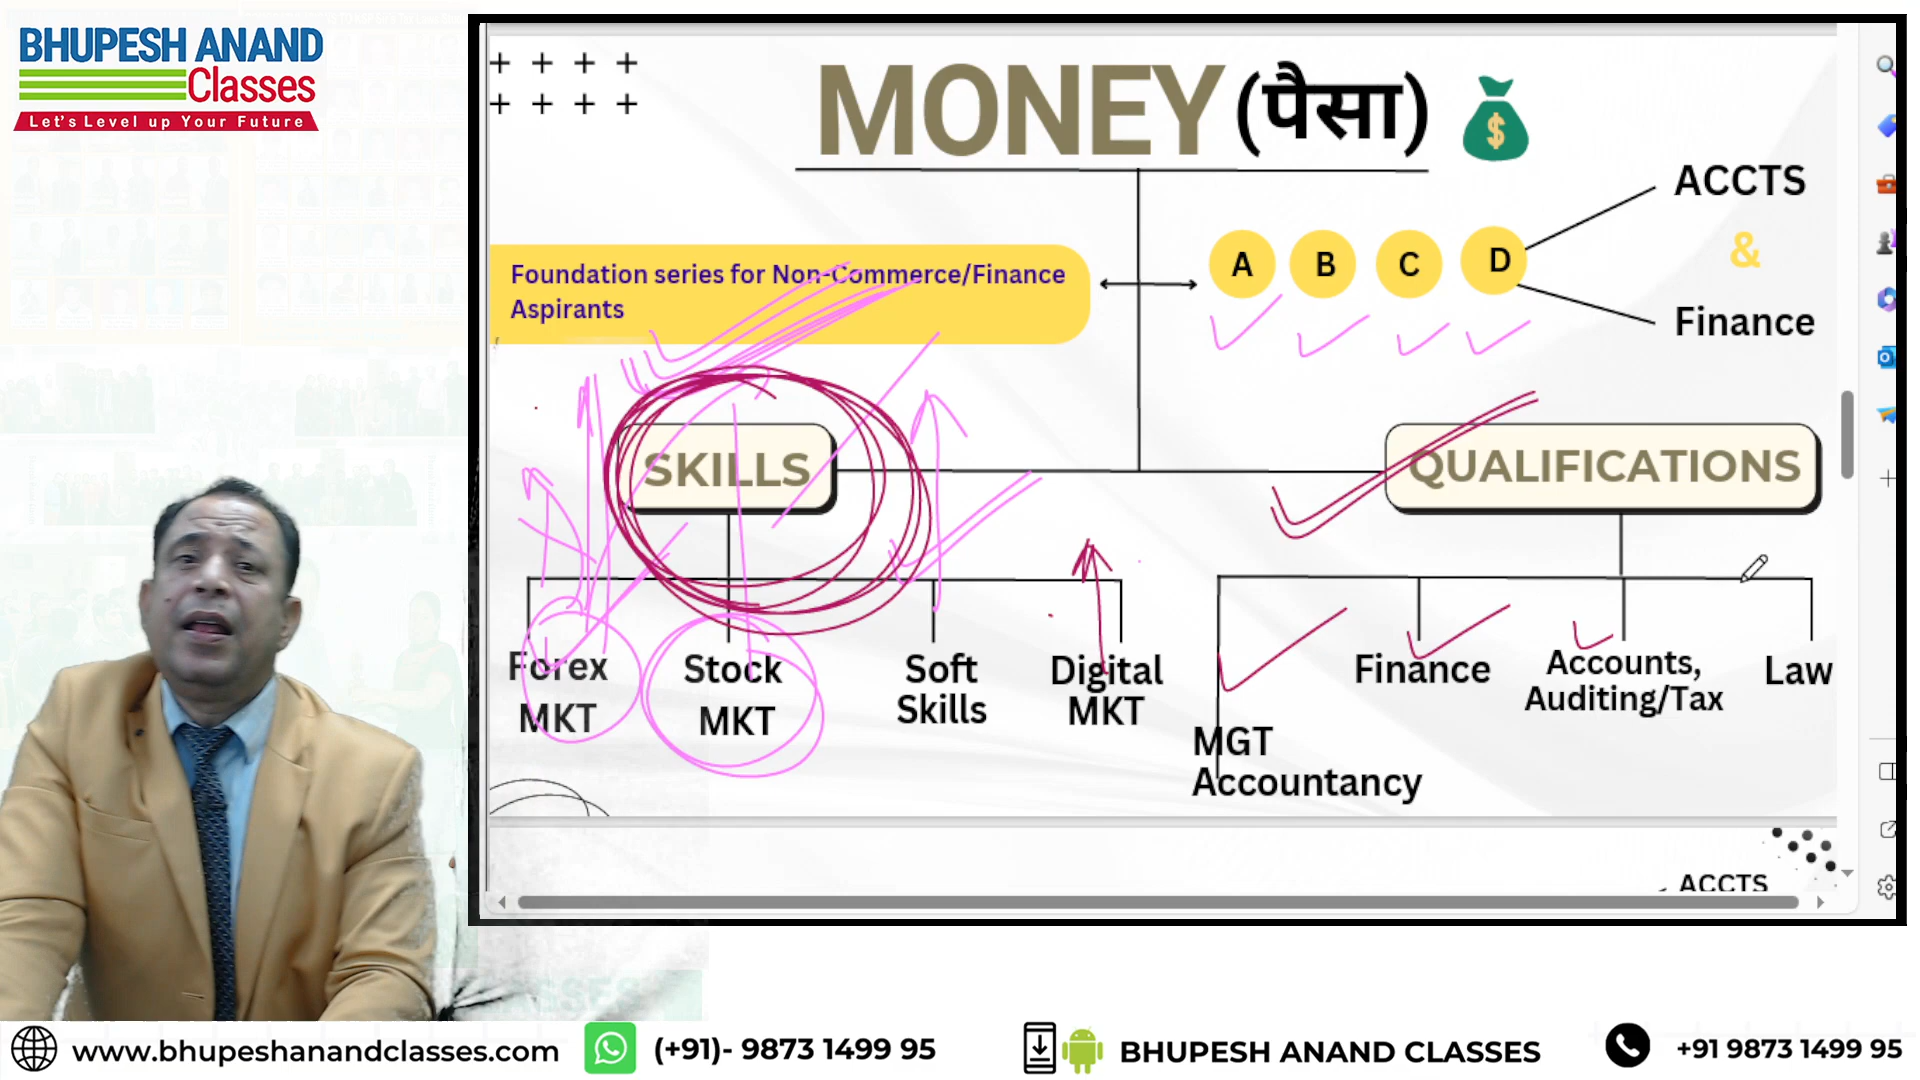 BHUPESH ANAND
Classes
Let's Level up Your Future
MONEY (पैसा)
$
ACCTS
&
Finance
A B C D
Foundation series for Non-Commerce/Finance
Aspirants
SKILLS
QUALIFICATIONS
Forex
MKT
Stock
MKT
Soft
Skills
Digital
MKT
MGT
Accountancy
Finance
Accounts,
Auditing/Tax
Law
ACCTS
www.bhupeshanandclasses.com
(+91)- 9873 1499 95
BHUPESH ANAND CLASSES
+91 9873 1499 95